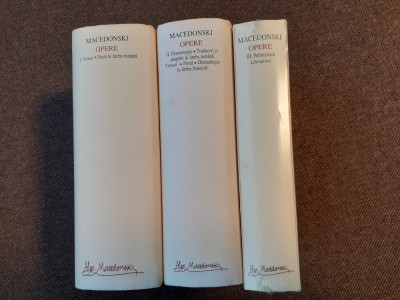 MACEDONSKI
OPERE
I. Versuri • Proză în limba română
Alex. Macedonski
MACEDONSKI
OPERE
II. Dramaturgie • Traduceri și
adaptări în limba română
Versuri • Proză • Dramaturgie
în limba franceză
Alex. Macedonski
MACEDONSKI
OPERE
III. Publicistică
Literatorul
Alex. Macedonski